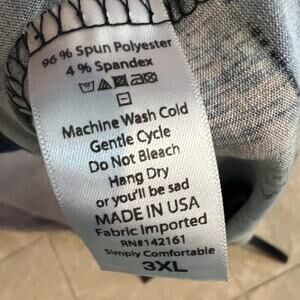 96% Spun Polyester
4% Spandex
Machine Wash Cold
Gentle Cycle
Do Not Bleach
Hang Dry
or you'll be sad
MADE IN USA
Fabric Imported
RN#142161
Simply Comfortable
3XL